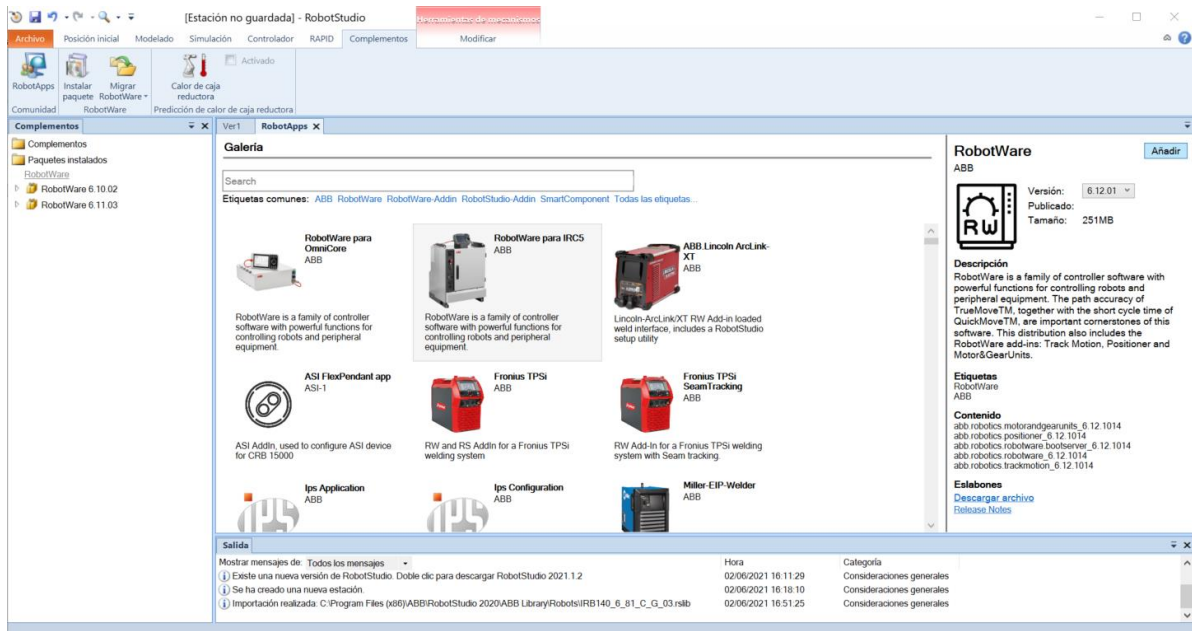 [Estación no guardada] - RobotStudio
Herramientas de mecanismos
Archivo Posición inicial Modelado Simulación Controlador RAPID Complementos Modificar
RobotApps
Instalar paquete
Migrar RobotWare
Calor de caja reductora
Activado
Comunidad
RobotWare
Predicción de calor de caja reductora
Complementos
Complementos
Paquetes instalados
RobotWare
RobotWare 6.10.02
RobotWare 6.11.03
Ver1 RobotApps X
Galería
Search
Etiquetas comunes: ABB RobotWare RobotWare-Addin RobotStudio-Addin SmartComponent Todas las etiquetas...
RobotWare para
OmniCore
ABB
RobotWare is a family of controller
software with powerful functions for
controlling robots and peripheral
equipment.
RobotWare para IRC5
ABB
RobotWare is a family of controller
software with powerful functions for
controlling robots and peripheral
equipment.
ABB Lincoln ArcLink-
XT
ABB
Lincoln-ArcLink/XT RW Add-in loaded
weld interface, includes a RobotStudio
setup utility
ASI FlexPendant app
ASI-1
ASI AddIn, used to configure ASI device
for CRB 15000
Fronius TPSi
ABB
RW and RS AddIn for a Fronius TPSi
welding system
Fronius TPSi
SeamTracking
ABB
RW Add-In for a Fronius TPSi welding
system with Seam tracking.
Ips Application
ABB
Ips Configuration
ABB
Miller-EIP-Welder
ABB
RobotWare
Añadir
ABB
RW
Versión: 6.12.01
Publicado:
Tamaño: 251MB
Descripción
RobotWare is a family of controller software with
powerful functions for controlling robots and
peripheral equipment. The path accuracy of
TrueMoveTM, together with the short cycle time of
QuickMoveTM, are important cornerstones of this
software. This distribution also includes the
RobotWare add-ins: Track Motion, Positioner and
Motor&GearUnits.
Etiquetas
RobotWare
ABB
Contenido
abb.robotics.motorandgearunits_6.12.1014
abb.robotics.positioner_6.12.1014
abb.robotics.robotware.bootserver_6.12.1014
abb.robotics.robotware_6.12.1014
abb.robotics.trackmotion_6.12.1014
Eslabones
Descargar archivo
Release Notes
Salida
Mostrar mensajes de: Todos los mensajes Hora Categoría
Existe una nueva versión de RobotStudio. Doble clic para descargar RobotStudio 2021.1.2 02/06/2021 16:11:29 Consideraciones generales
Se ha creado una nueva estación. 02/06/2021 16:18:10 Consideraciones generales
Importación realizada: C:\Program Files (x86)\ABB\RobotStudio 2020\ABB Library\Robots\IRB140_6_81_C_G_03.rslib 02/06/2021 16:51:25 Consideraciones generales